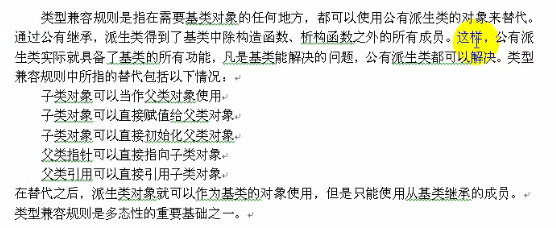 类型兼容规则是指在需要基类对象的任何地方，都可以使用公有派生类的对象来替代。
通过公有继承，派生类得到了基类中除构造函数、析构函数之外的所有成员。这样，公有派
生类实际就具备了基类的所有功能，凡是基类能解决的问题，公有派生类都可以解决。类型
兼容规则中所指的替代包括以下情况：
子类对象可以当作父类对象使用
子类对象可以直接赋值给父类对象
子类对象可以直接初始化父类对象
父类指针可以直接指向子类对象
父类引用可以直接引用子类对象
在替代之后，派生类对象就可以作为基类的对象使用，但是只能使用从基类继承的成员。
类型兼容规则是多态性的重要基础之一。